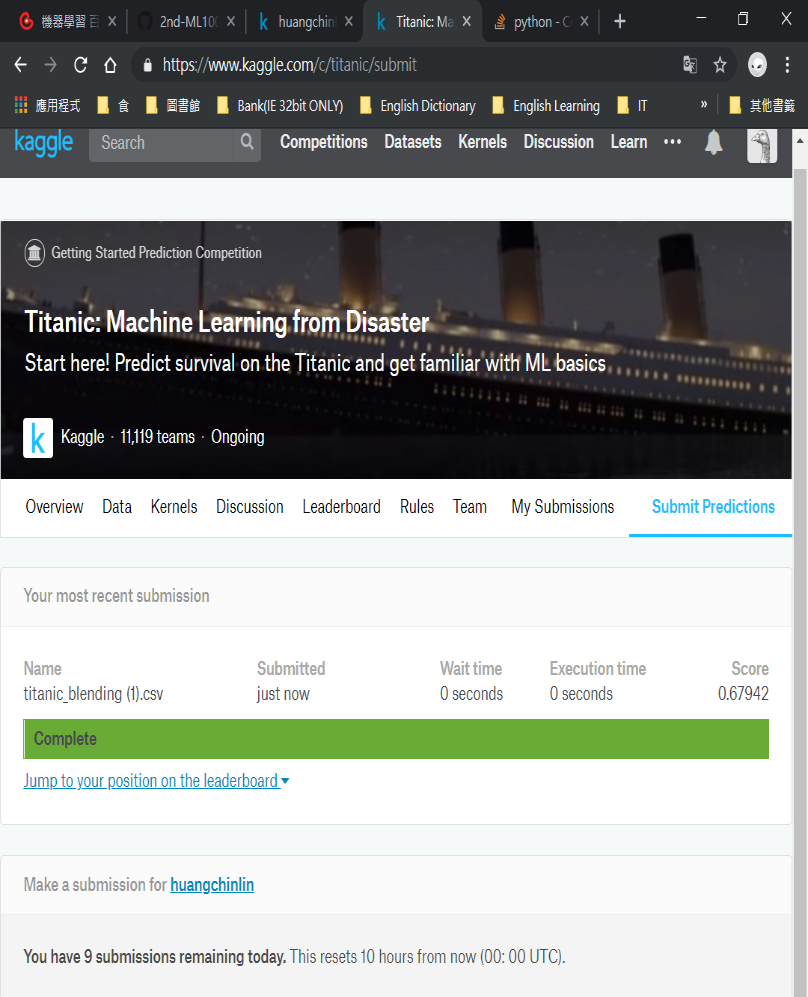 機器學習 百
2nd-ML100
huangchinlin
Titanic: Ma
python - C
https://www.kaggle.com/c/titanic/submit
應用程式 食 圖書館 Bank(IE 32bit ONLY) English Dictionary English Learning IT » 其他書籤
kaggle Search Competitions Datasets Kernels Discussion Learn •••
Getting Started Prediction Competition
Titanic: Machine Learning from Disaster
Start here! Predict survival on the Titanic and get familiar with ML basics
k Kaggle · 11,119 teams · Ongoing
Overview Data Kernels Discussion Leaderboard Rules Team My Submissions Submit Predictions
Your most recent submission
Name Submitted Wait time Execution time Score
titanic_blending (1).csv just now 0 seconds 0 seconds 0.67942
Complete
Jump to your position on the leaderboard
Make a submission for huangchinlin
You have 9 submissions remaining today. This resets 10 hours from now (00: 00 UTC).